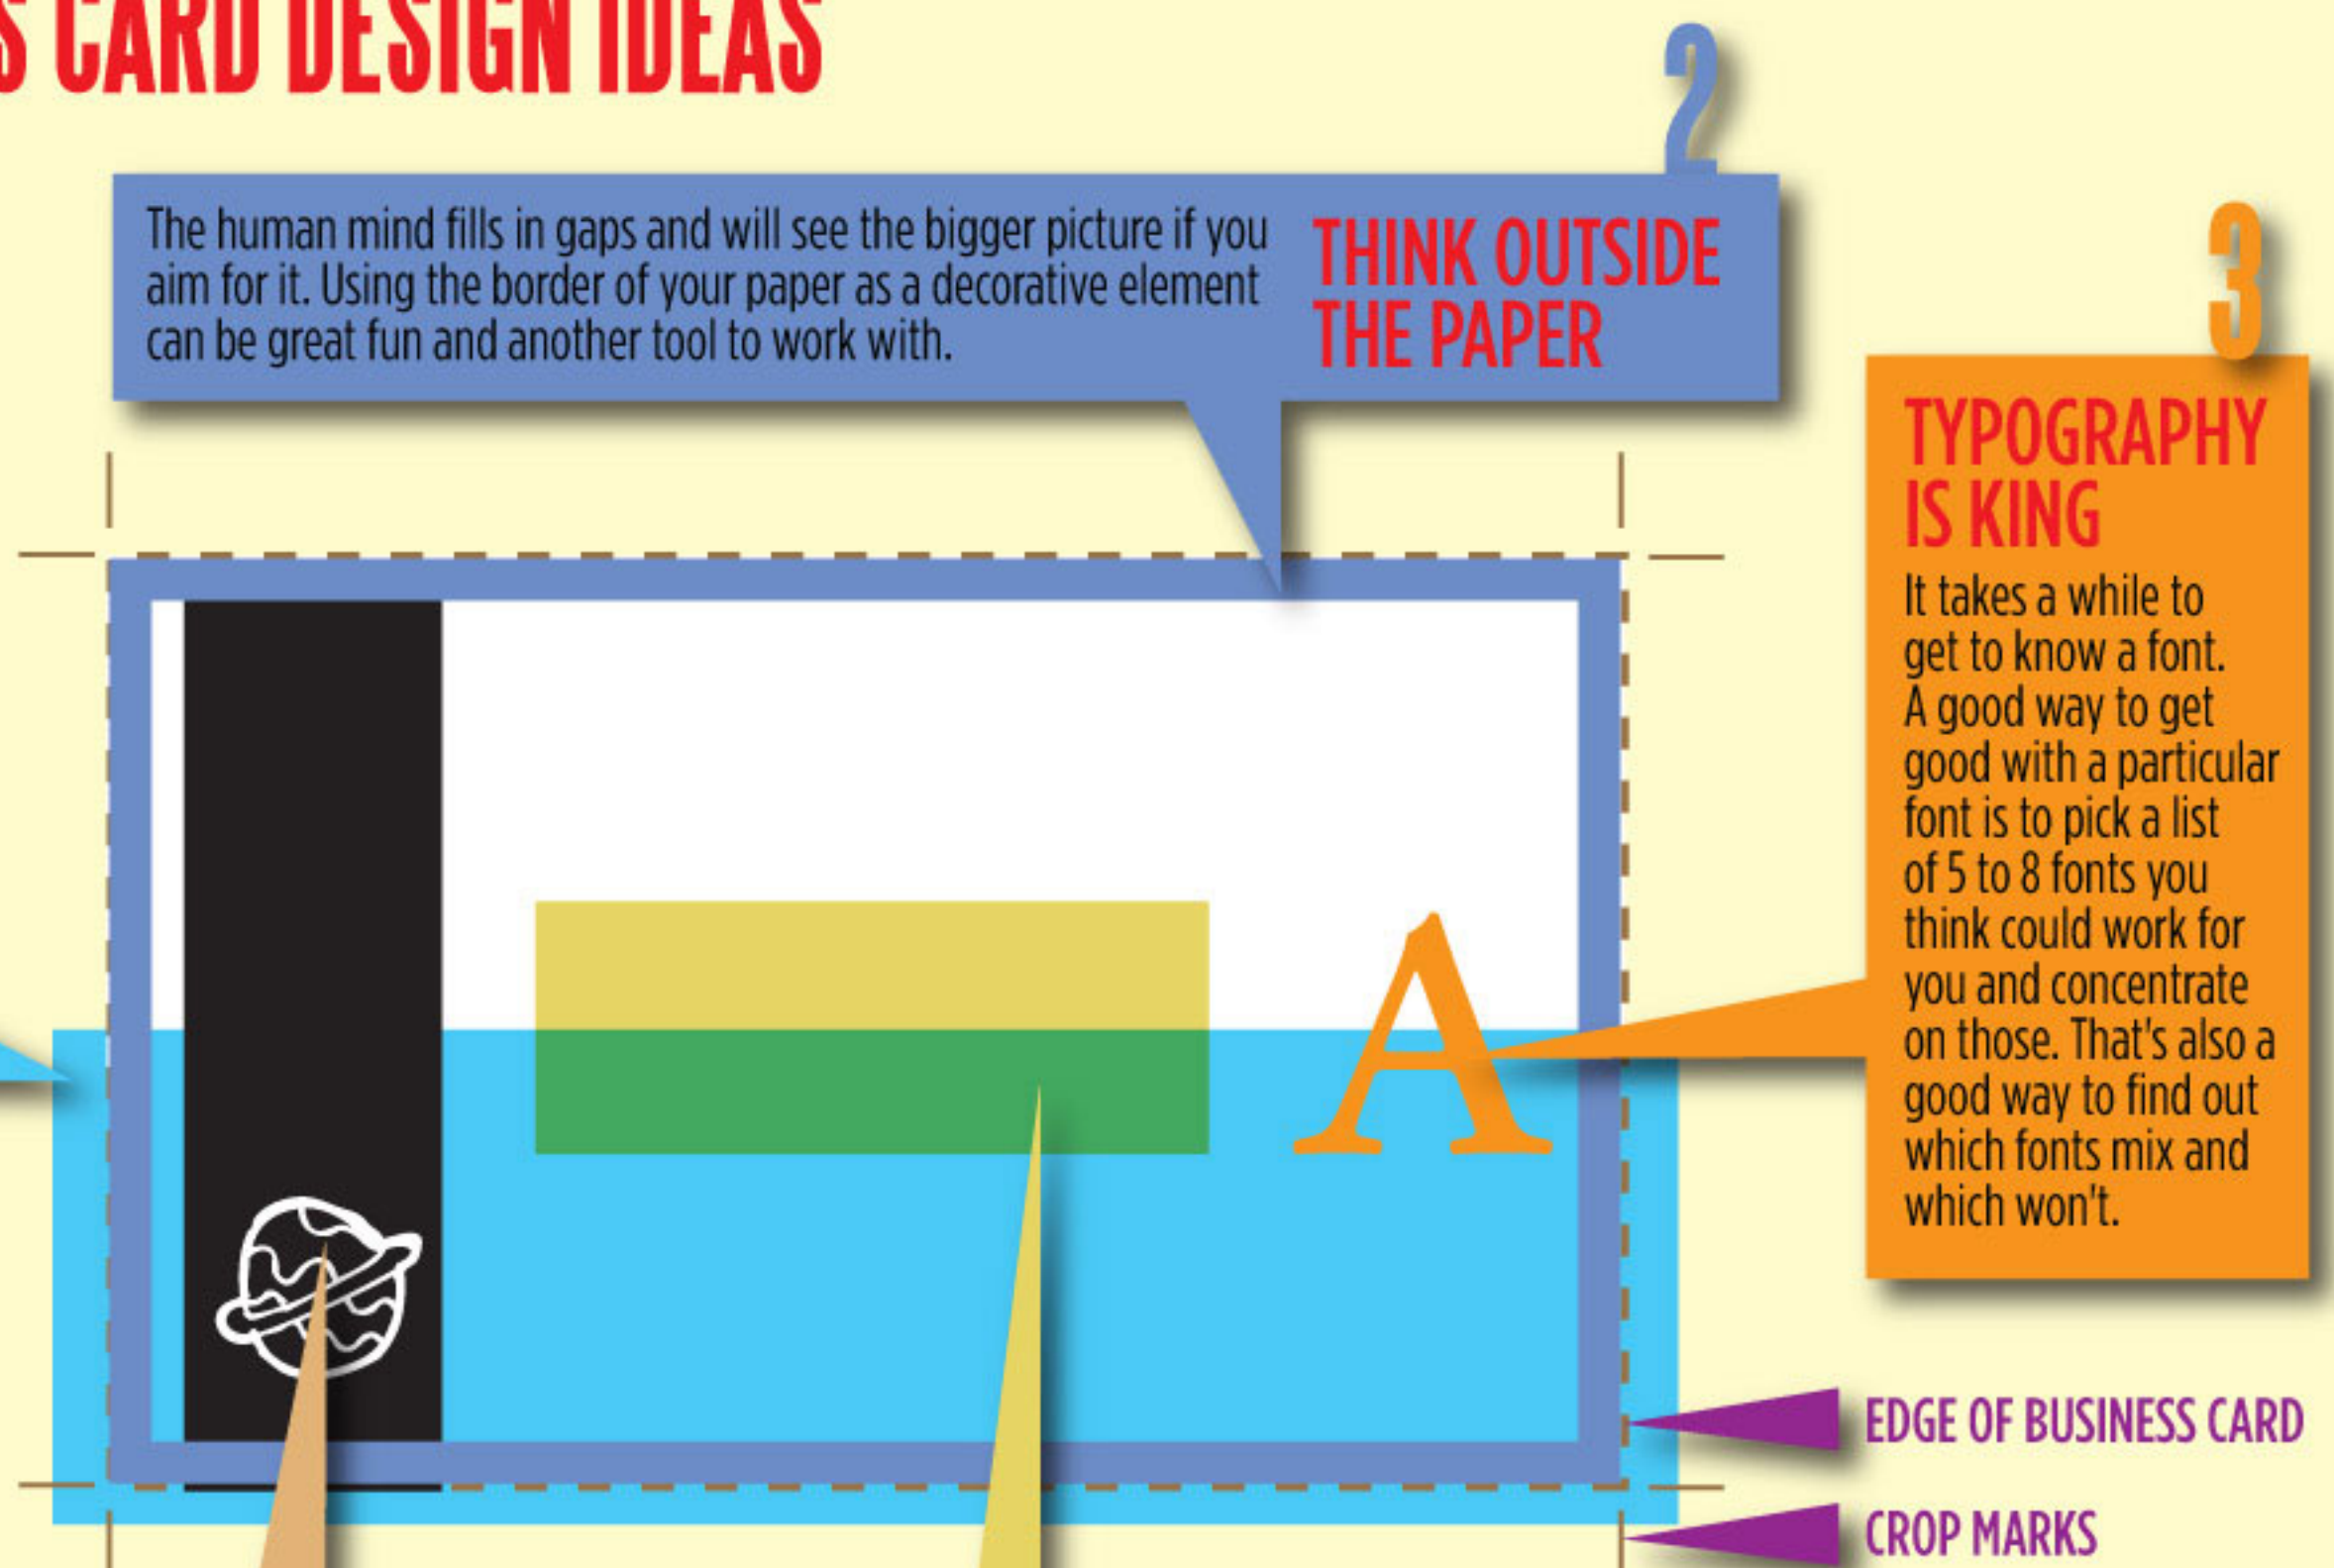 S CARD DESIGN IDEAS
2
The human mind fills in gaps and will see the bigger picture if you
aim for it. Using the border of your paper as a decorative element
can be great fun and another tool to work with.
THINK OUTSIDE
THE PAPER
3
TYPOGRAPHY
IS KING
It takes a while to
get to know a font.
A good way to get
good with a particular
font is to pick a list
of 5 to 8 fonts you
think could work for
you and concentrate
on those. That's also a
good way to find out
which fonts mix and
which won't.
A
EDGE OF BUSINESS CARD
CROP MARKS